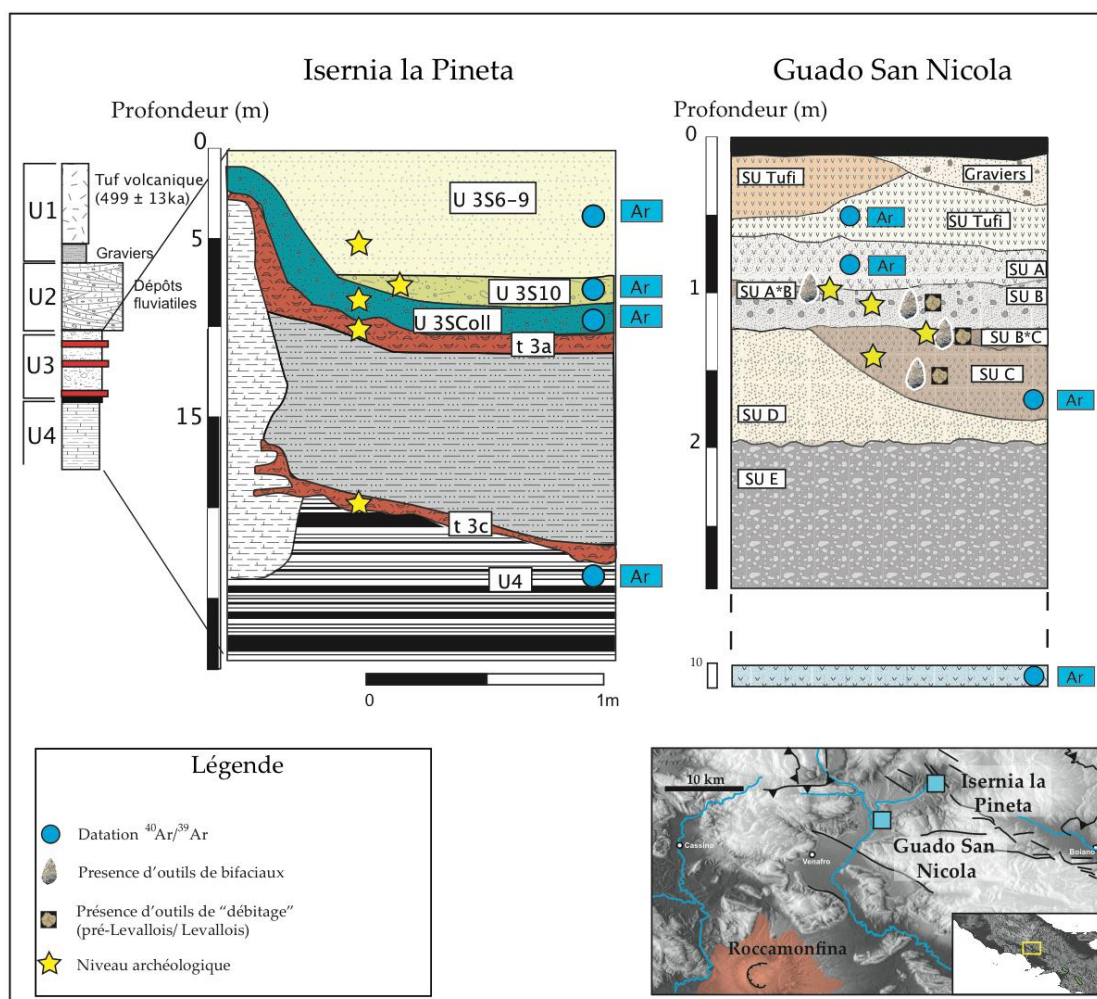 Isernia la Pineta
Profondeur (m)
0
5
15
U1
U2
U3
U4
Tuf volcanique
(499 ± 13ka)
Graviers
Dépôts
fluviatiles
U 3S6-9
Ar
U 3S10
Ar
U 3SColl
Ar
t 3a
t 3c
U4
Ar
0
1m
Guado San Nicola
Profondeur (m)
0
1
2
10
SU Tufi
Graviers
Ar
SU Tufi
Ar
SU A
SU A*B
SU B
SU B*C
SU C
Ar
SU D
SU E
Ar
Légende
Datation ⁴⁰Ar/³⁹Ar
Presence d'outils de bifaciaux
Présence d'outils de "débitage"
(pré-Levallois/ Levallois)
Niveau archéologique
10 km
Isernia la
Pineta
Guado San
Nicola
Cassino
Venafro
Boiano
Roccamonfina